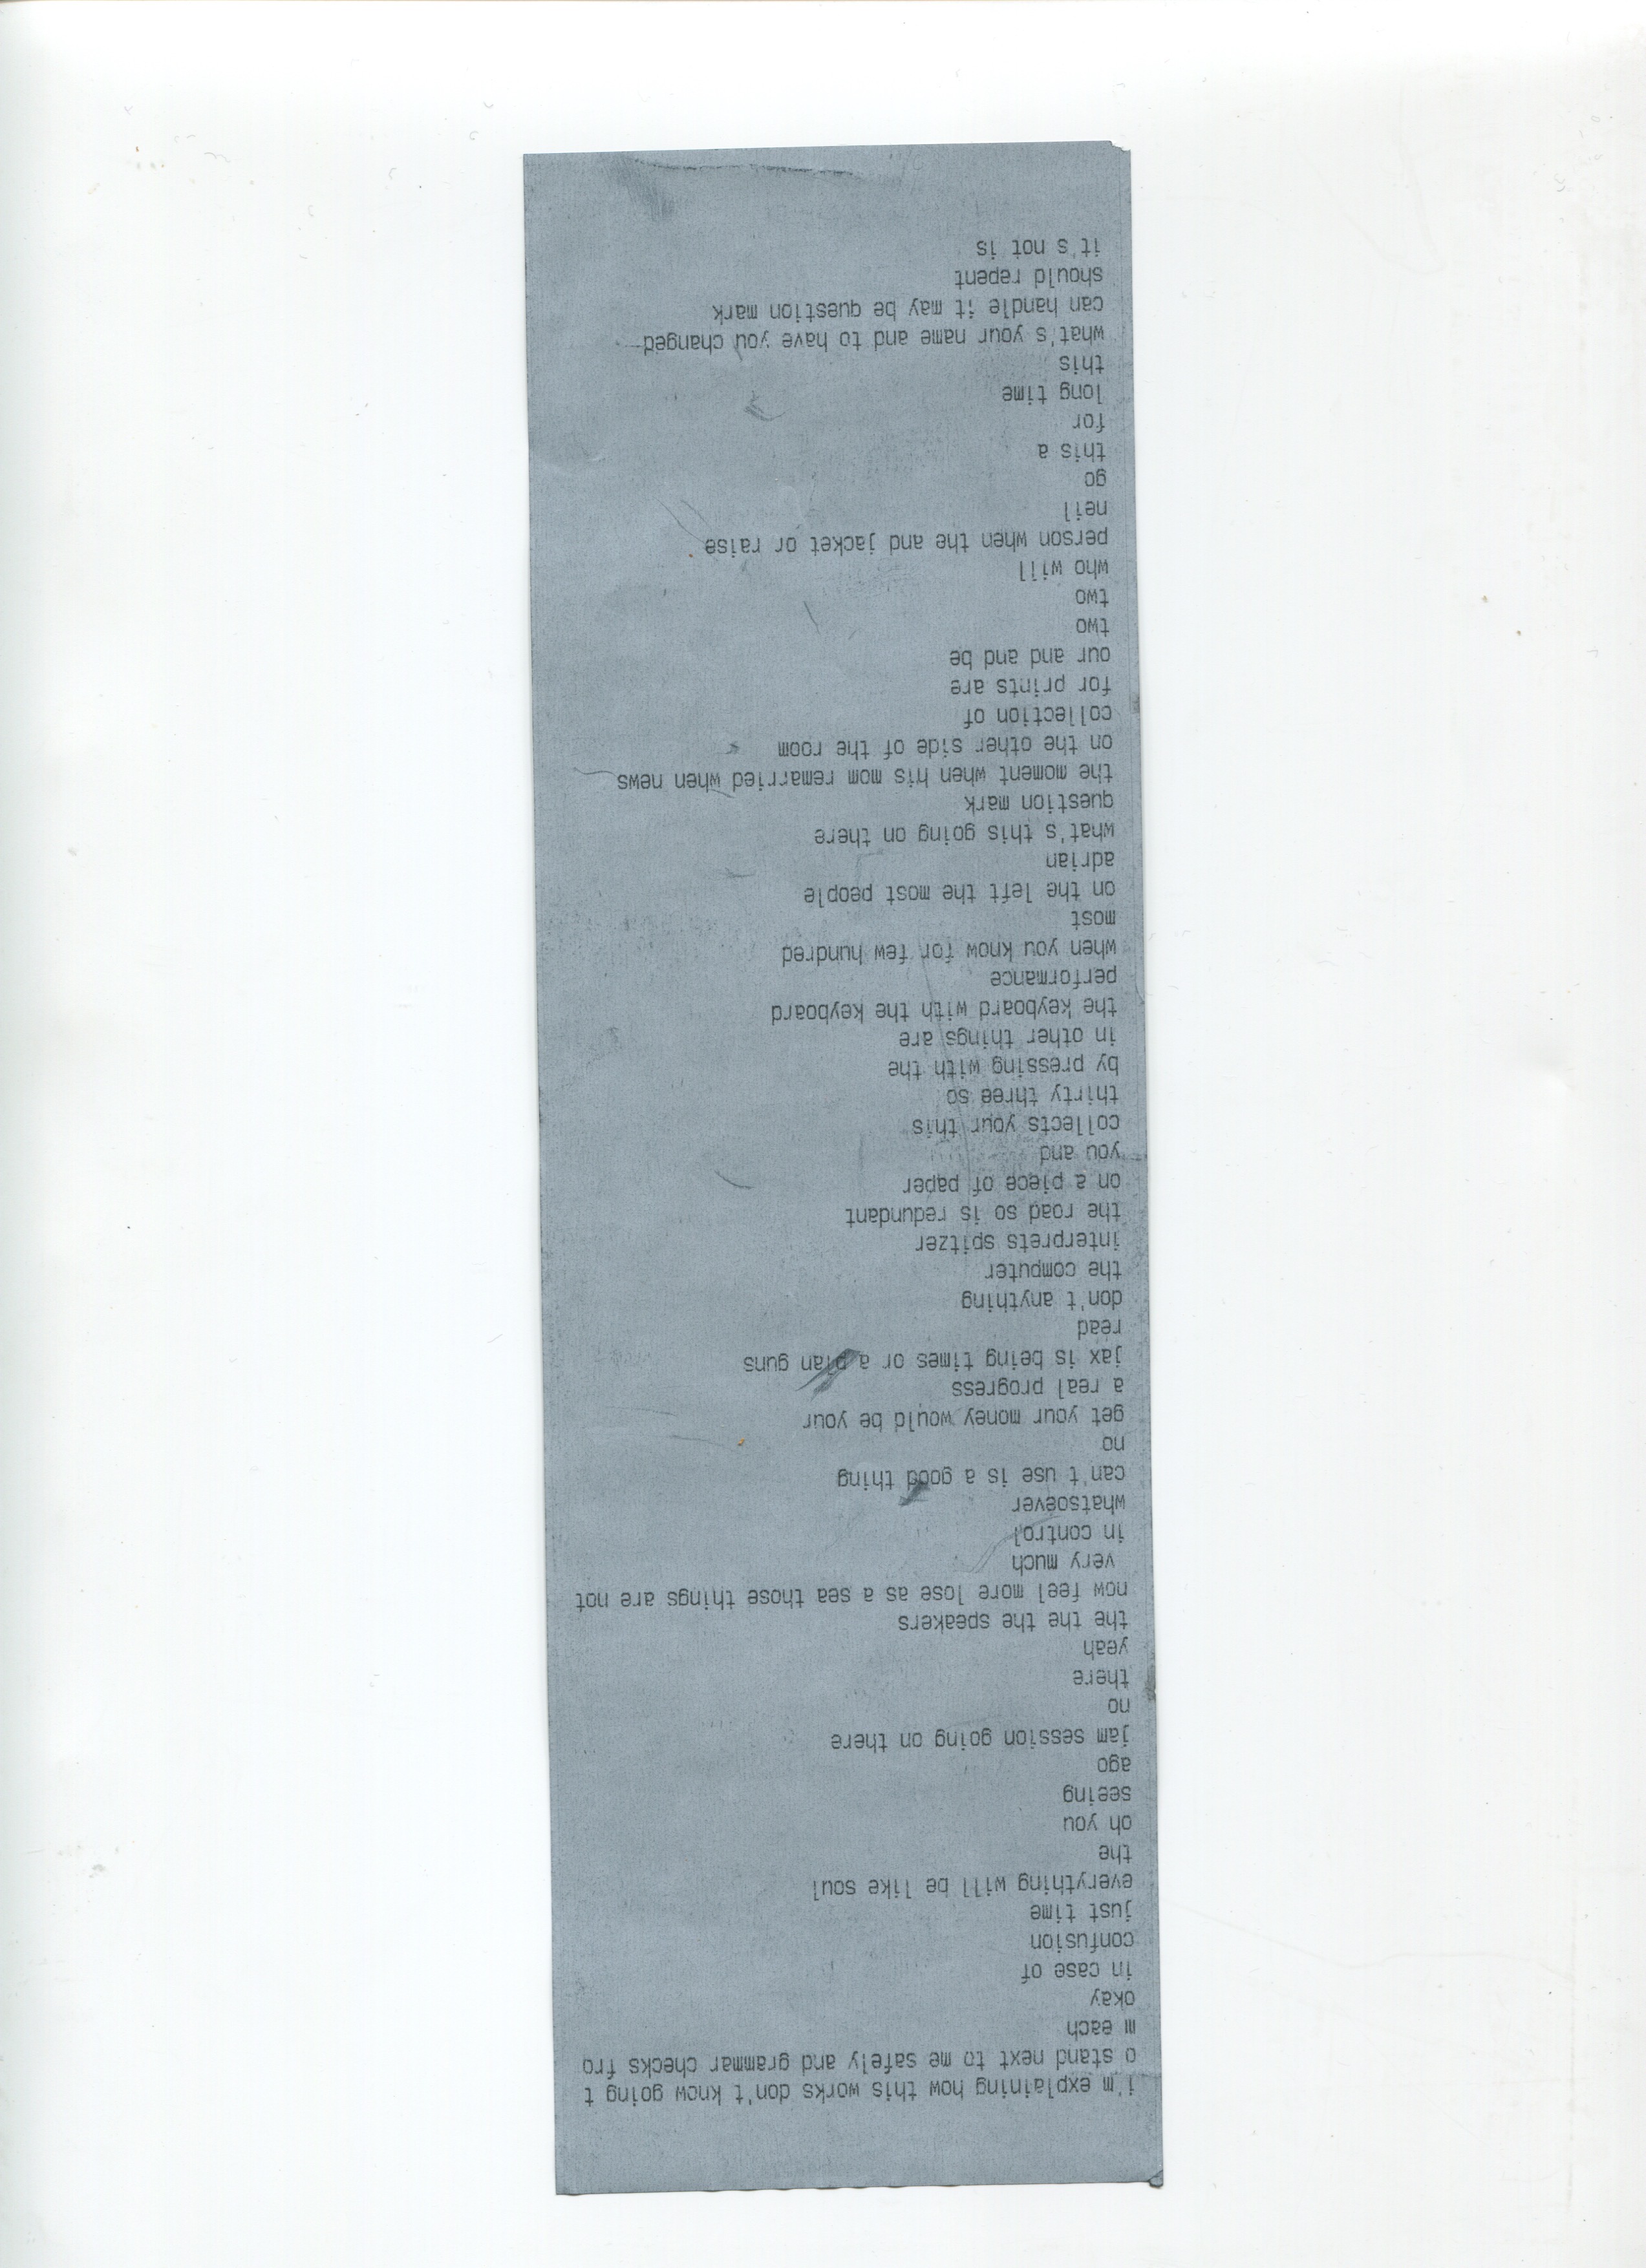 i'm explaining how this works don't know going t
o stand next to me safely and grammar checks fro
m each
okay
in case of
confusion
just time
everything will be like soul
the
oh you
seeing
ago
jam session going on there
no
there
yeah
the the the speakers
now feel more lose as a sea those things are not
 very much
in control
whatsoever
can't use is a good thing
no
get your money would be your
a real progress
jax is being times or a plan guns
read
don't anything
the computer
interprets spitzer
the road so is redundant
on a piece of paper
you and
collects your this
thirty three so
by pressing with the
in other things are
the keyboard with the keyboard
performance
when you know for few hundred
most
on the left the most people
adrian
what's this going on there
question mark
the moment when his mom remarried when news
on the other side of the room
collection of
for prints are
our and and be
two
two
who will
person when the and jacket or raise
neil
go
this a
for
long time
this
what's your name and to have you changed
can handle it may be question mark
should repent
it's not is